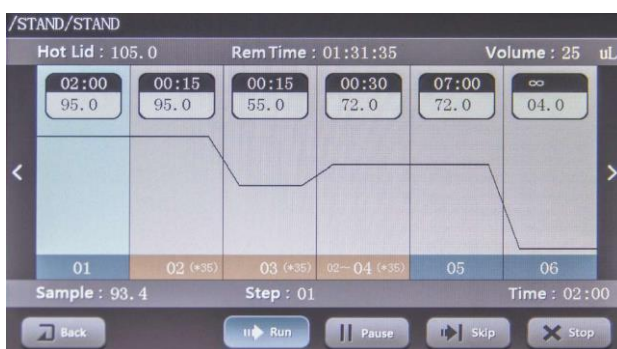 /STAND/STAND
Hot Lid : 105.0 Rem Time : 01:31:35 Volume : 25 uL
02:00 00:15 00:15 00:30 07:00 ∞
95.0 95.0 55.0 72.0 72.0 04.0
01 02 (*35) 03 (*35) 02~04 (*35) 05 06
Sample : 93.4 Step : 01 Time : 02:00
Back Run Pause Skip Stop